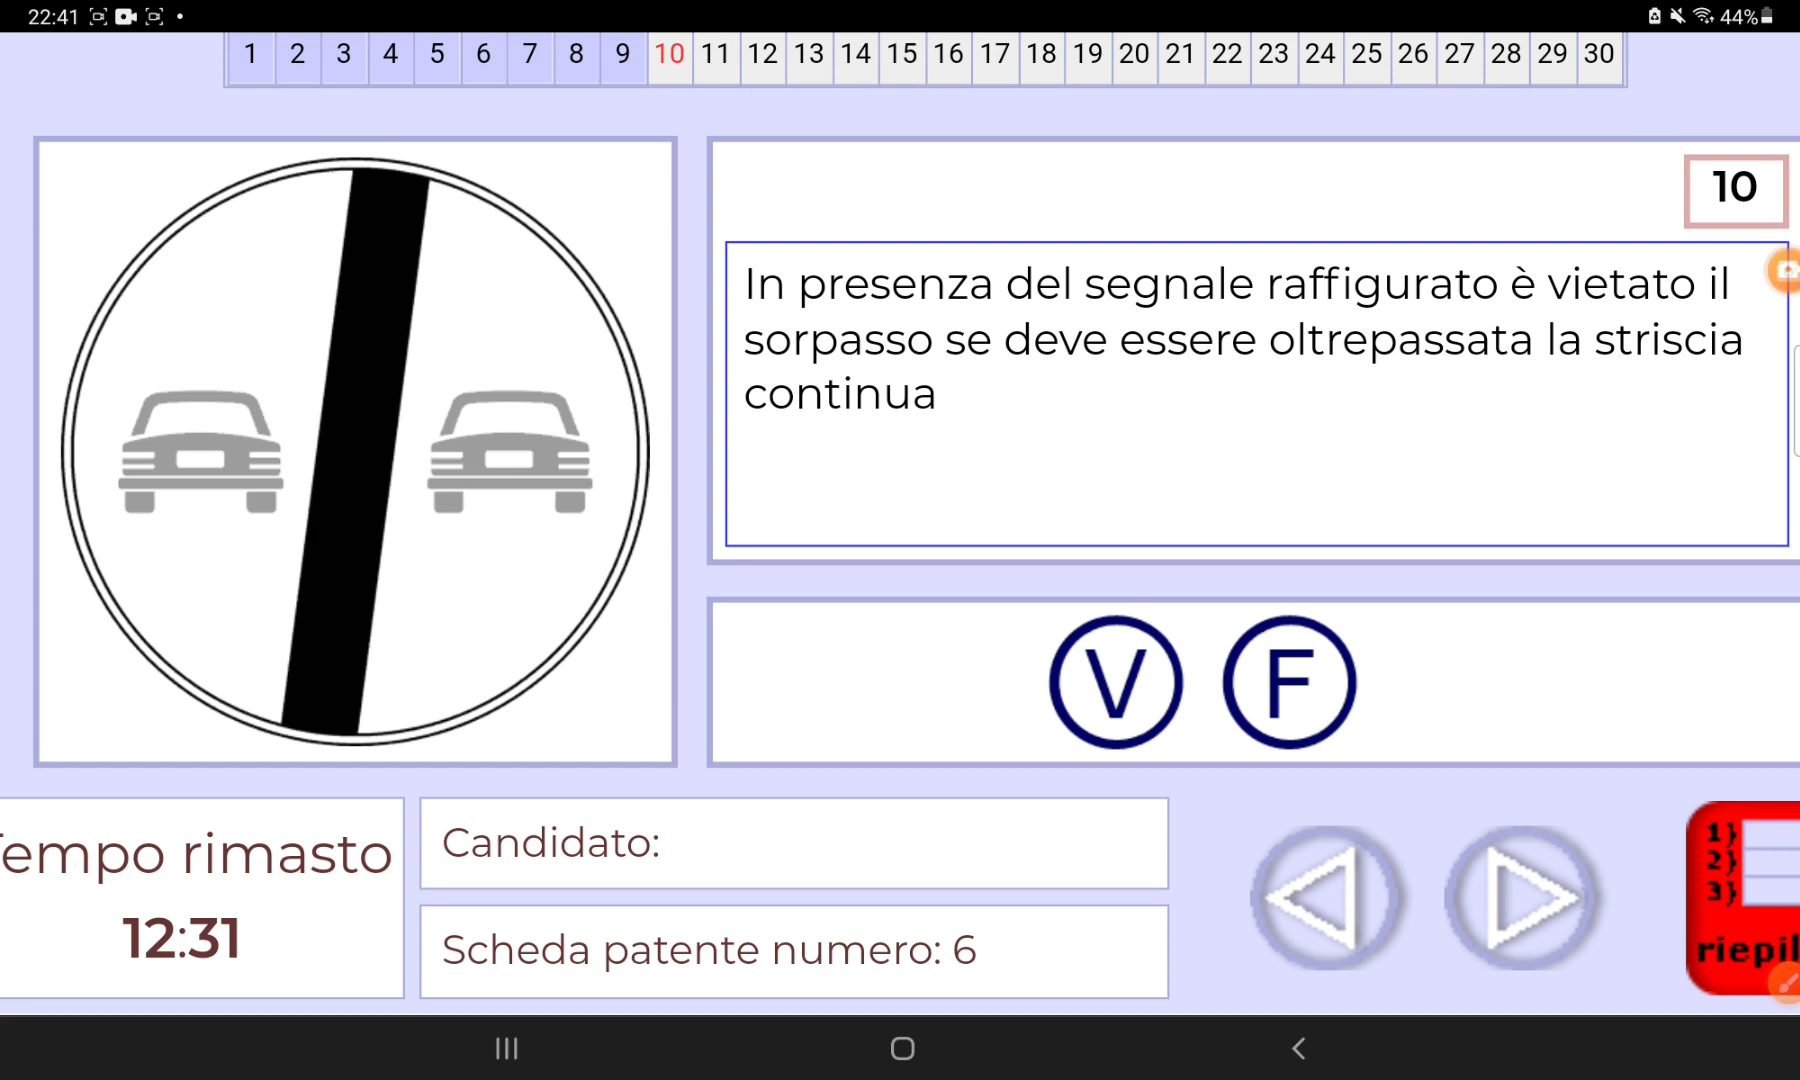 22:41
44%
1 2 3 4 5 6 7 8 9 10 11 12 13 14 15 16 17 18 19 20 21 22 23 24 25 26 27 28 29 30
10
In presenza del segnale raffigurato è vietato il
sorpasso se deve essere oltrepassata la striscia
continua
V F
empo rimasto
12:31
Candidato:
Scheda patente numero: 6
1}
2}
3}
riepil